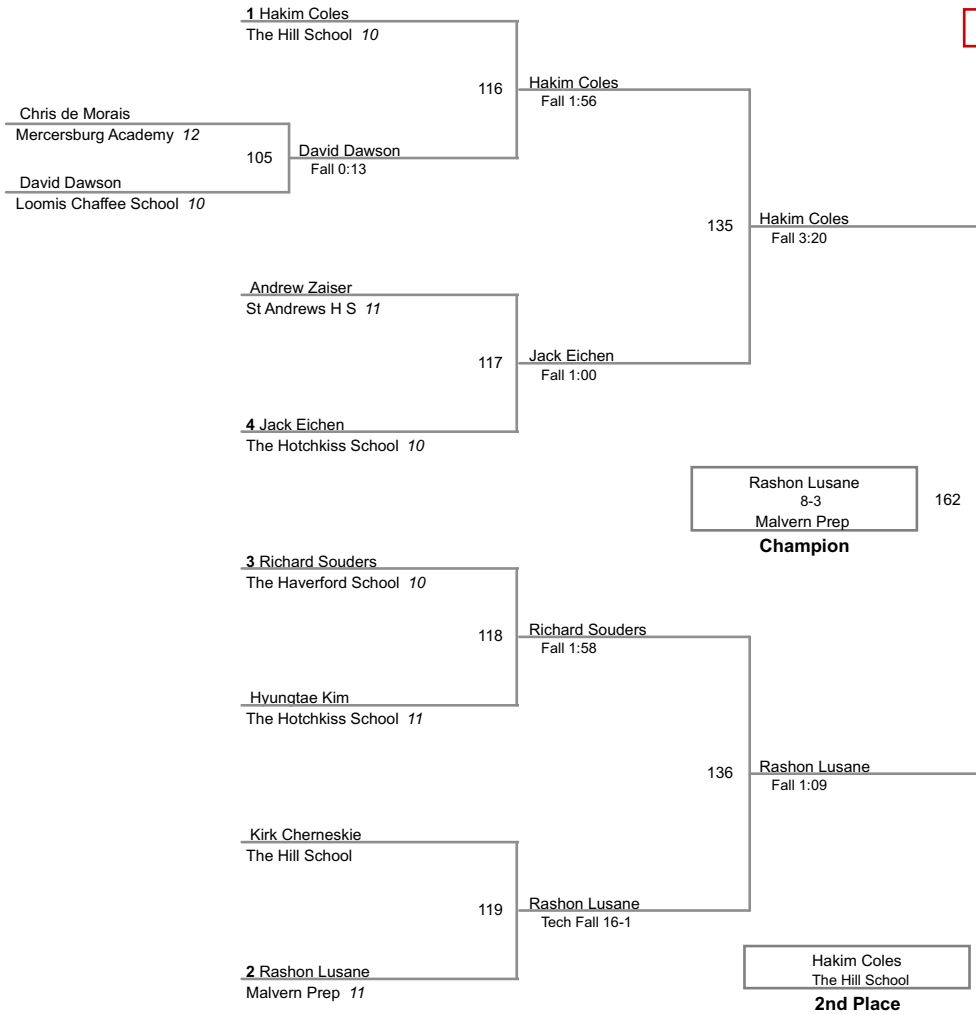 1 Hakim Coles
The Hill School 10
116
Hakim Coles
Fall 1:56
Chris de Morais
Mercersburg Academy 12
105
David Dawson
Fall 0:13
David Dawson
Loomis Chaffee School 10
135
Hakim Coles
Fall 3:20
Andrew Zaiser
St Andrews H S 11
117
Jack Eichen
Fall 1:00
4 Jack Eichen
The Hotchkiss School 10
Rashon Lusane
8-3
Malvern Prep
162
Champion
3 Richard Souders
The Haverford School 10
118
Richard Souders
Fall 1:58
Hyungtae Kim
The Hotchkiss School 11
136
Rashon Lusane
Fall 1:09
Kirk Cherneskie
The Hill School
119
Rashon Lusane
Tech Fall 16-1
2 Rashon Lusane
Malvern Prep 11
Hakim Coles
The Hill School
2nd Place